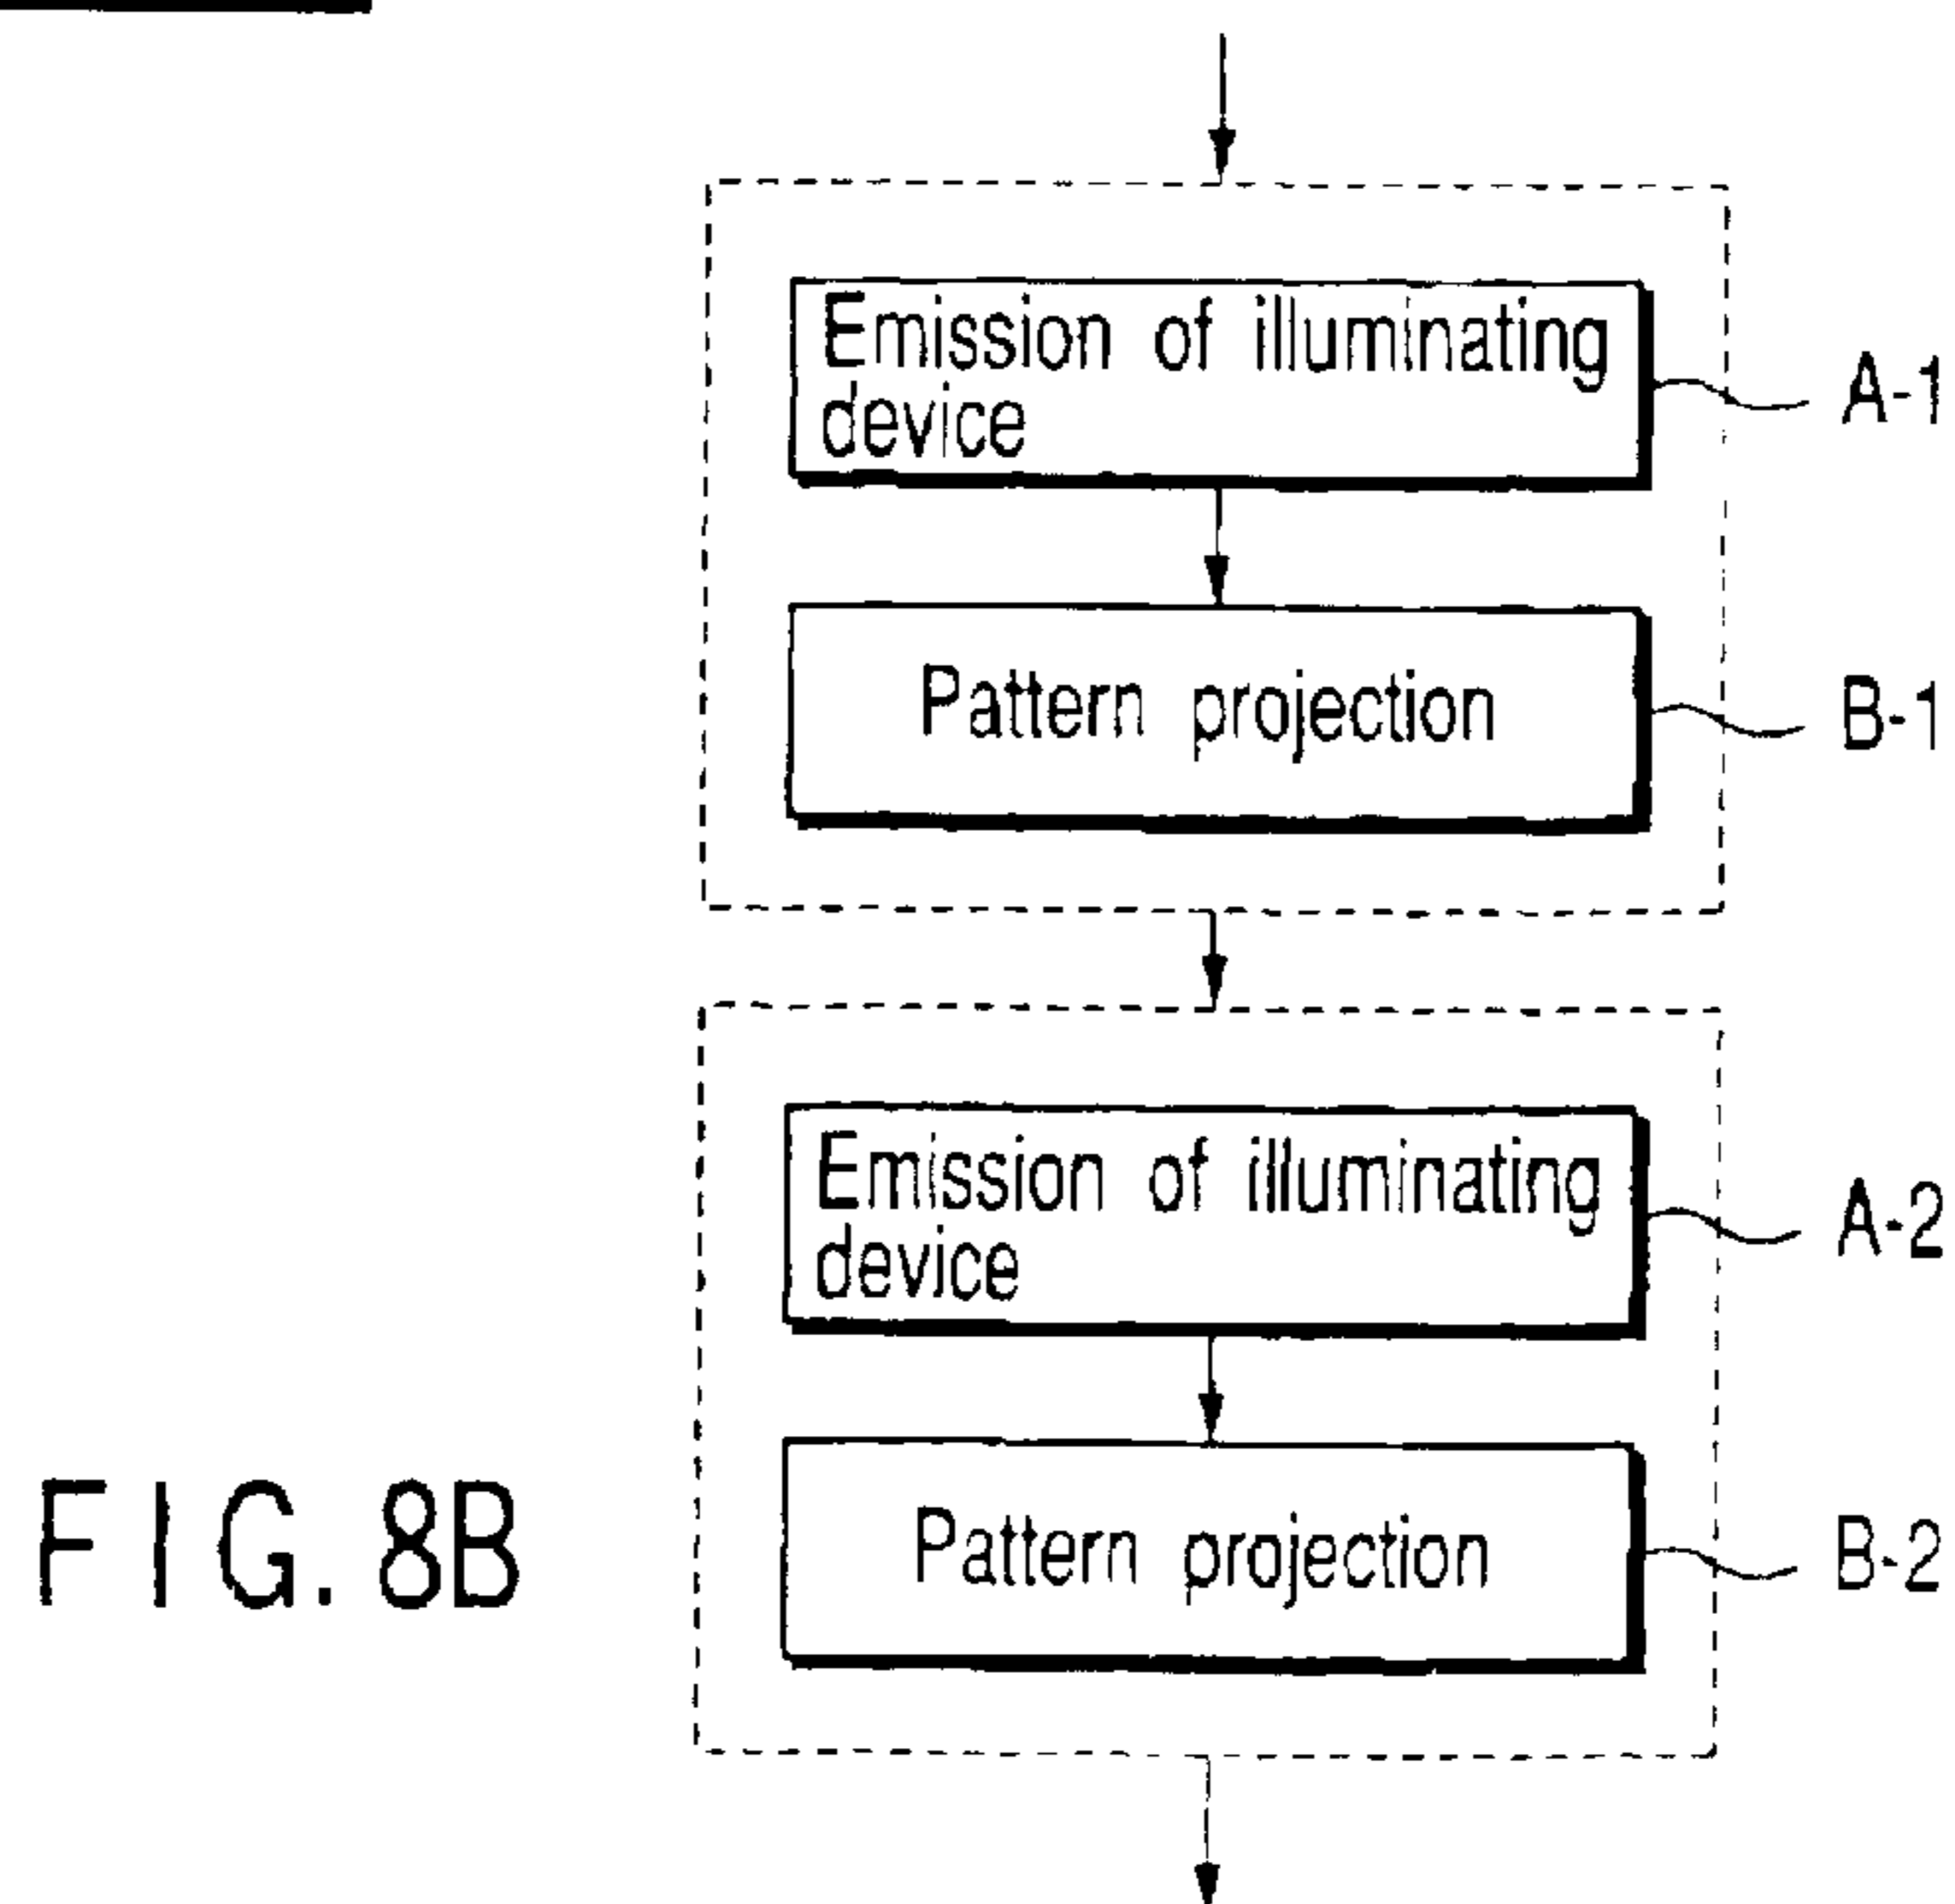 Emission of illuminating
device
A-1
Pattern projection
B-1
Emission of illuminating
device
A-2
Pattern projection
B-2
FIG. 8B